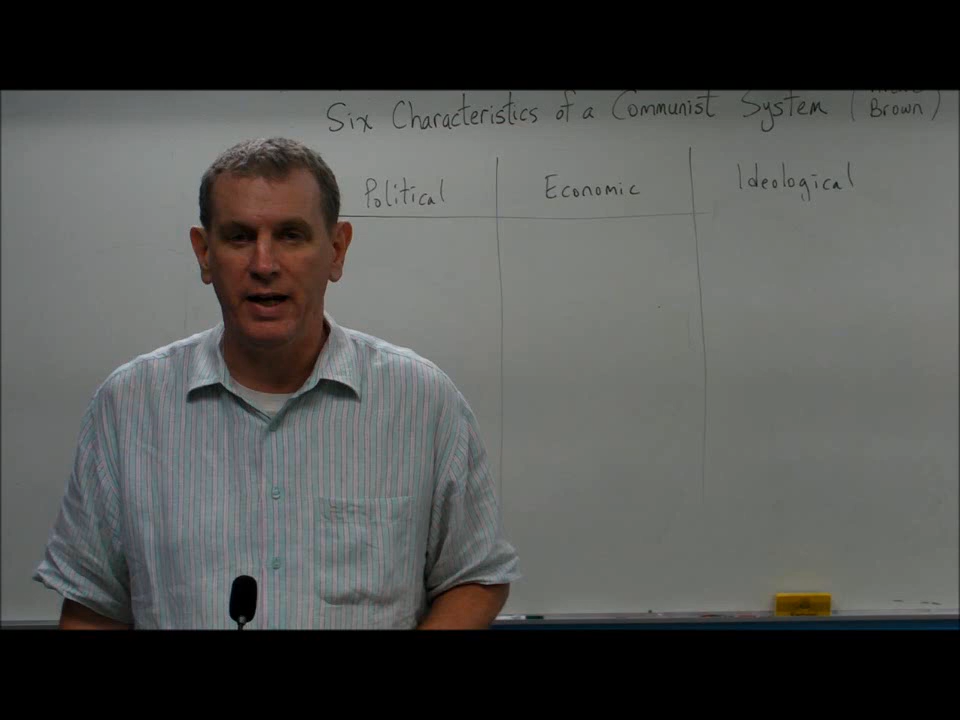 Six Characteristics of a Communist System ( Brown )
Political Economic Ideological